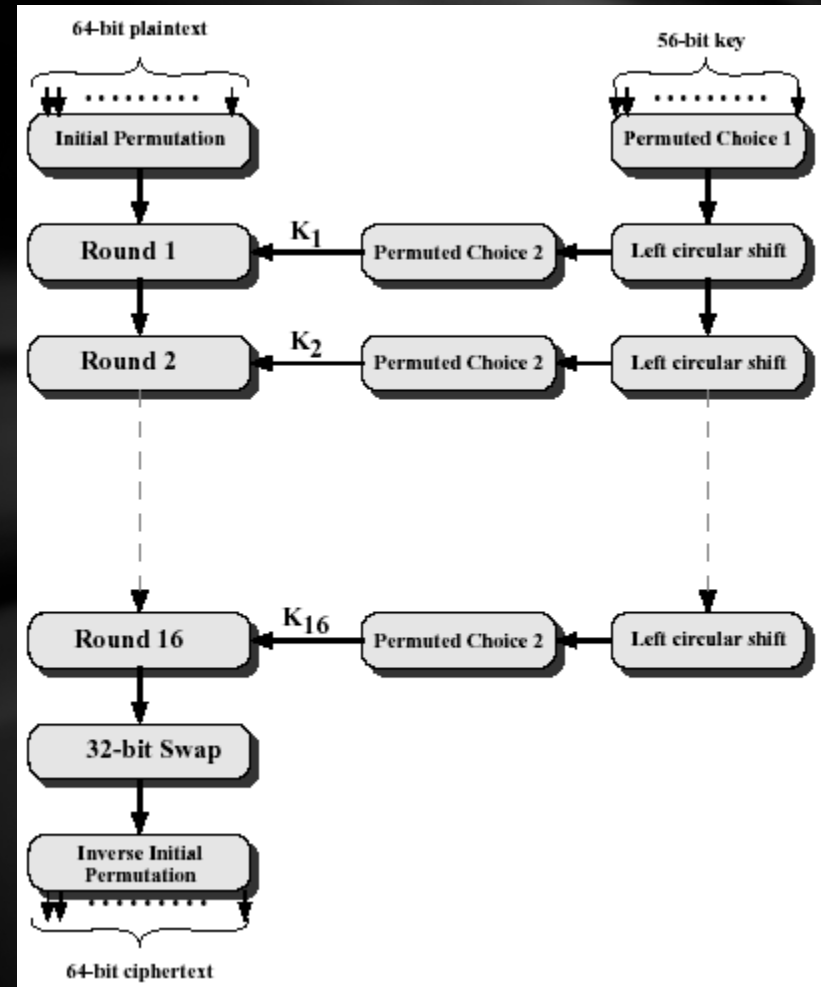 64-bit plaintext
56-bit key
Initial Permutation
Permuted Choice 1
Round 1
K1
Permuted Choice 2
Left circular shift
Round 2
K2
Permuted Choice 2
Left circular shift
Round 16
K16
Permuted Choice 2
Left circular shift
32-bit Swap
Inverse Initial
Permutation
64-bit ciphertext